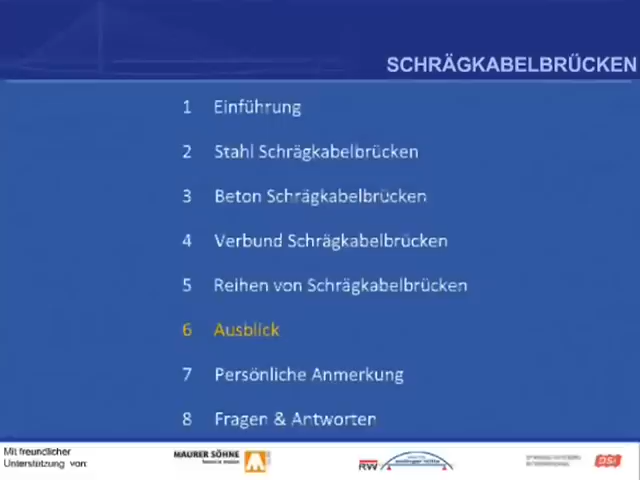 SCHRÄGKABELBRÜCKEN
1 Einführung
2 Stahl Schrägkabelbrücken
3 Beton Schrägkabelbrücken
4 Verbund Schrägkabelbrücken
5 Reihen von Schrägkabelbrücken
6 Ausblick
7 Persönliche Anmerkung
8 Fragen & Antworten
Mit freundlicher
Unterstützung von:
MAURER SÖHNE
RW
DSI